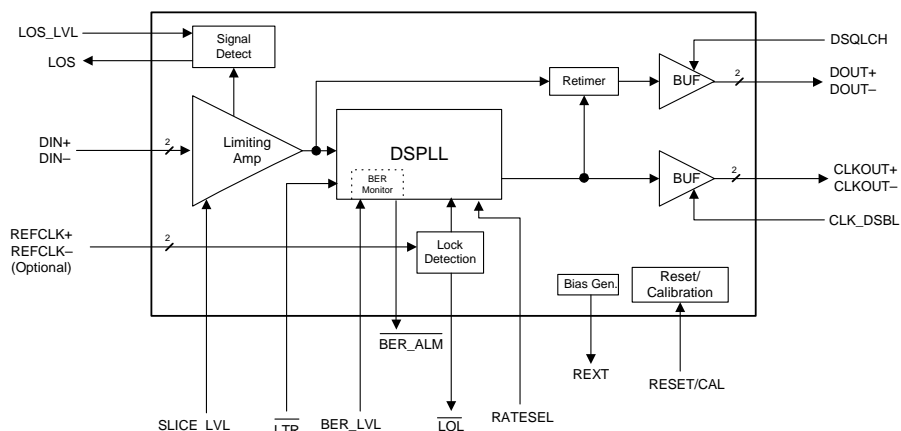 LOS_LVL
LOS
Signal
Detect
DSQLCH
DIN+
DIN–
2
Limiting
Amp
DSPLL
BER
Monitor
Retimer
BUF
2
DOUT+
DOUT–
BUF
2
CLKOUT+
CLKOUT–
CLK_DSBL
REFCLK+
REFCLK–
(Optional)
2
Lock
Detection
Bias Gen.
Reset/
Calibration
BER_ALM
REXT
RESET/CAL
SLICE_LVL
LTR
BER_LVL
LOL
RATESEL